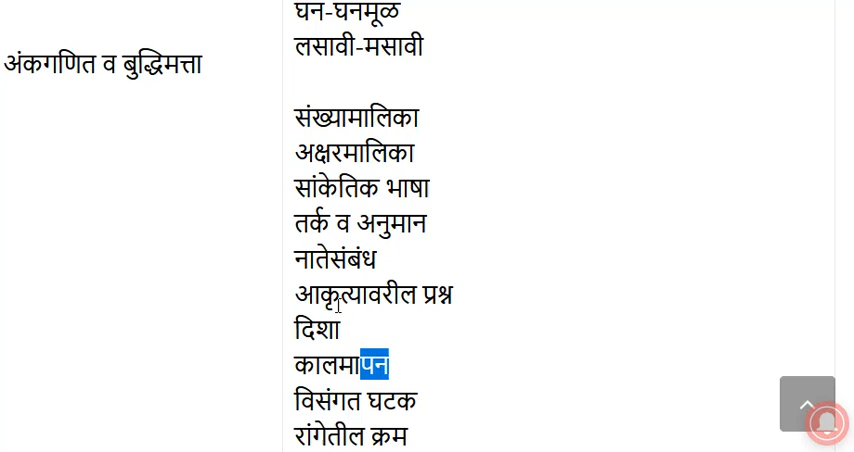 घन-घनमूळ
लसावी-मसावी
अंकगणित व बुद्धिमत्ता
संख्यामालिका
अक्षरमालिका
सांकेतिक भाषा
तर्क व अनुमान
नातेसंबंध
आकृत्यावरील प्रश्न
दिशा
कालमापन
विसंगत घटक
रांगेतील क्रम